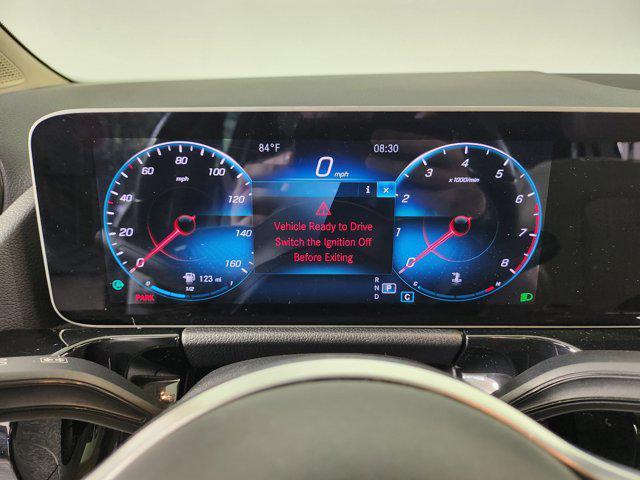 84°F
08:30
0 mph
i ×
Vehicle Ready to Drive
Switch the Ignition Off
Before Exiting
0 20 40 60 80 100 120 140 160
mph
123 mi
0 1/2 1
PARK
0 1 2 3 4 5 6 7 8
x1000/min
C H
R
N P
D
C